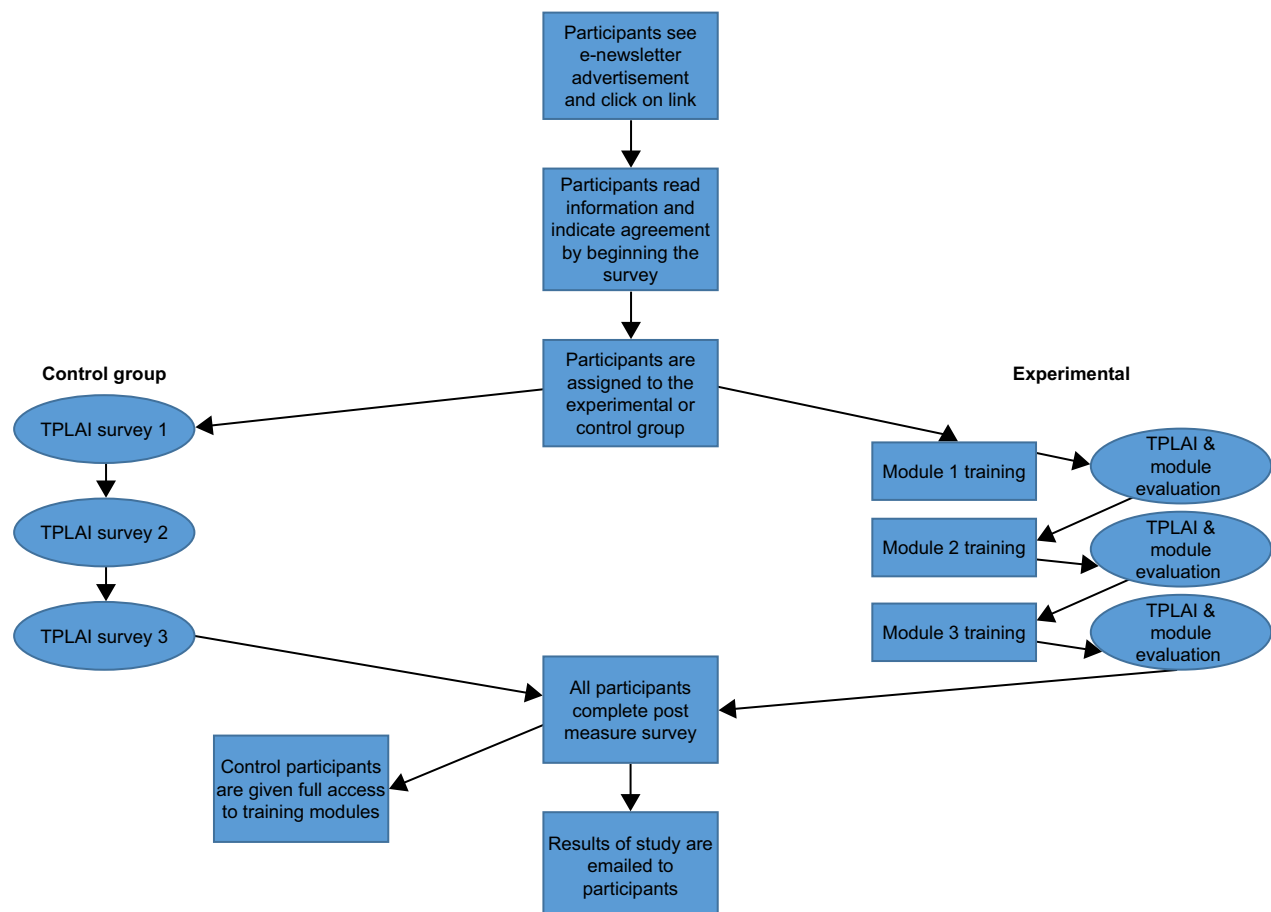 Participants see
e-newsletter
advertisement
and click on link
Participants read
information and
indicate agreement
by beginning the
survey
Participants are
assigned to the
experimental or
control group
Control group
TPLAI survey 1
TPLAI survey 2
TPLAI survey 3
Experimental
Module 1 training
TPLAI &
module
evaluation
Module 2 training
TPLAI &
module
evaluation
Module 3 training
TPLAI &
module
evaluation
All participants
complete post
measure survey
Control participants
are given full access
to training modules
Results of study are
emailed to
participants